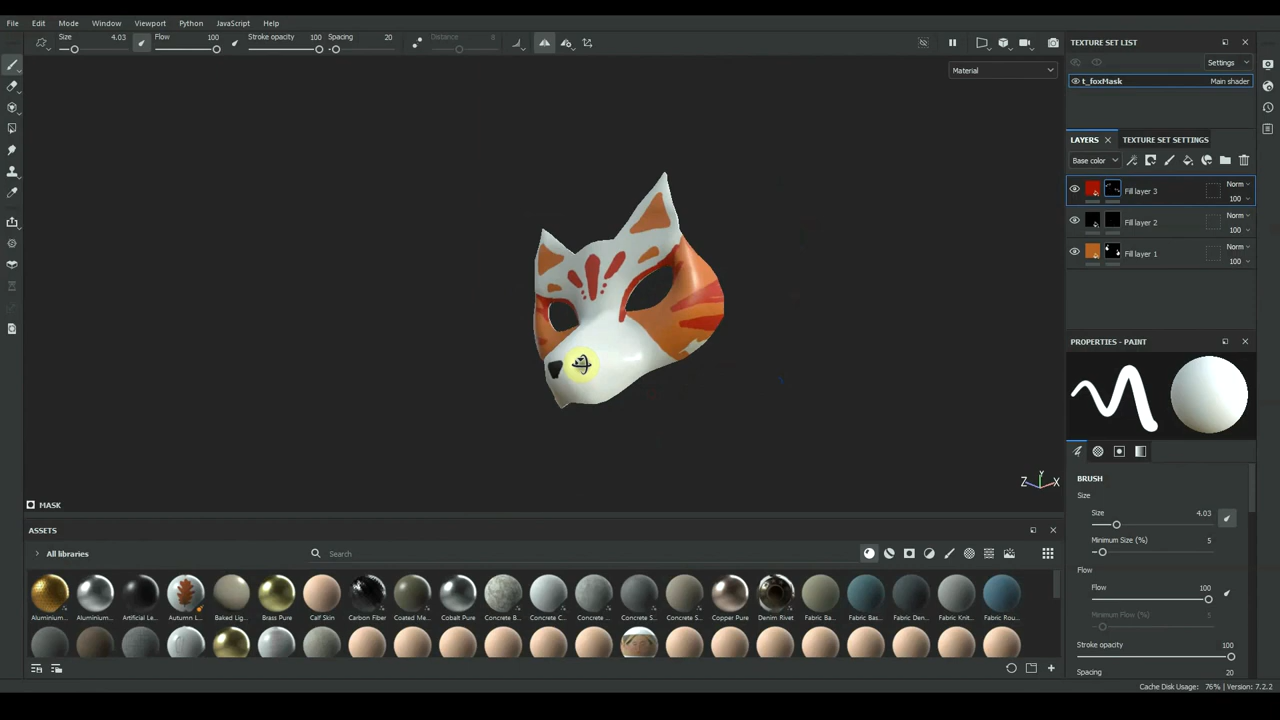 File Edit Mode Window Viewport Python JavaScript Help
Size 4.03 Flow 100 Stroke opacity 100 Spacing 20 Distance 8
Material
MASK
TEXTURE SET LIST
Settings
t_foxMask Main shader
LAYERS TEXTURE SET SETTINGS
Base color
Fill layer 3 Norm 100
Fill layer 2 Norm 100
Fill layer 1 Norm 100
PROPERTIES - PAINT
BRUSH
Size
Size 4.03
Minimum Size (%) 5
Flow
Flow 100
Minimum Flow (%) 5
Stroke opacity 100
Spacing 20
Z Y X
ASSETS
All libraries Search
Aluminium... Aluminium... Artificial Le... Autumn L... Baked Lig... Brass Pure Calf Skin Carbon Fiber Coated Me... Cobalt Pure Concrete B... Concrete C... Concrete ... Concrete S... Concrete S... Copper Pure Denim Rivet Fabric Ba... Fabric Bas... Fabric Den... Fabric Knit... Fabric Rou...
Cache Disk Usage: 76% | Version: 7.2.2